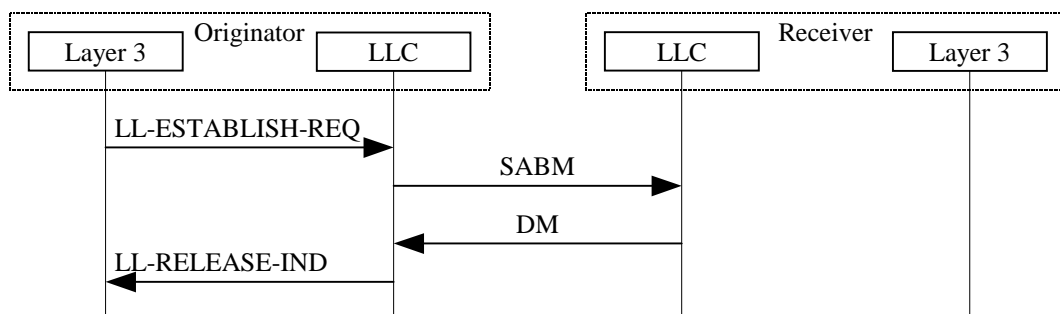 Originator
Receiver
Layer 3
LLC
LLC
Layer 3
LL-ESTABLISH-REQ
SABM
DM
LL-RELEASE-IND